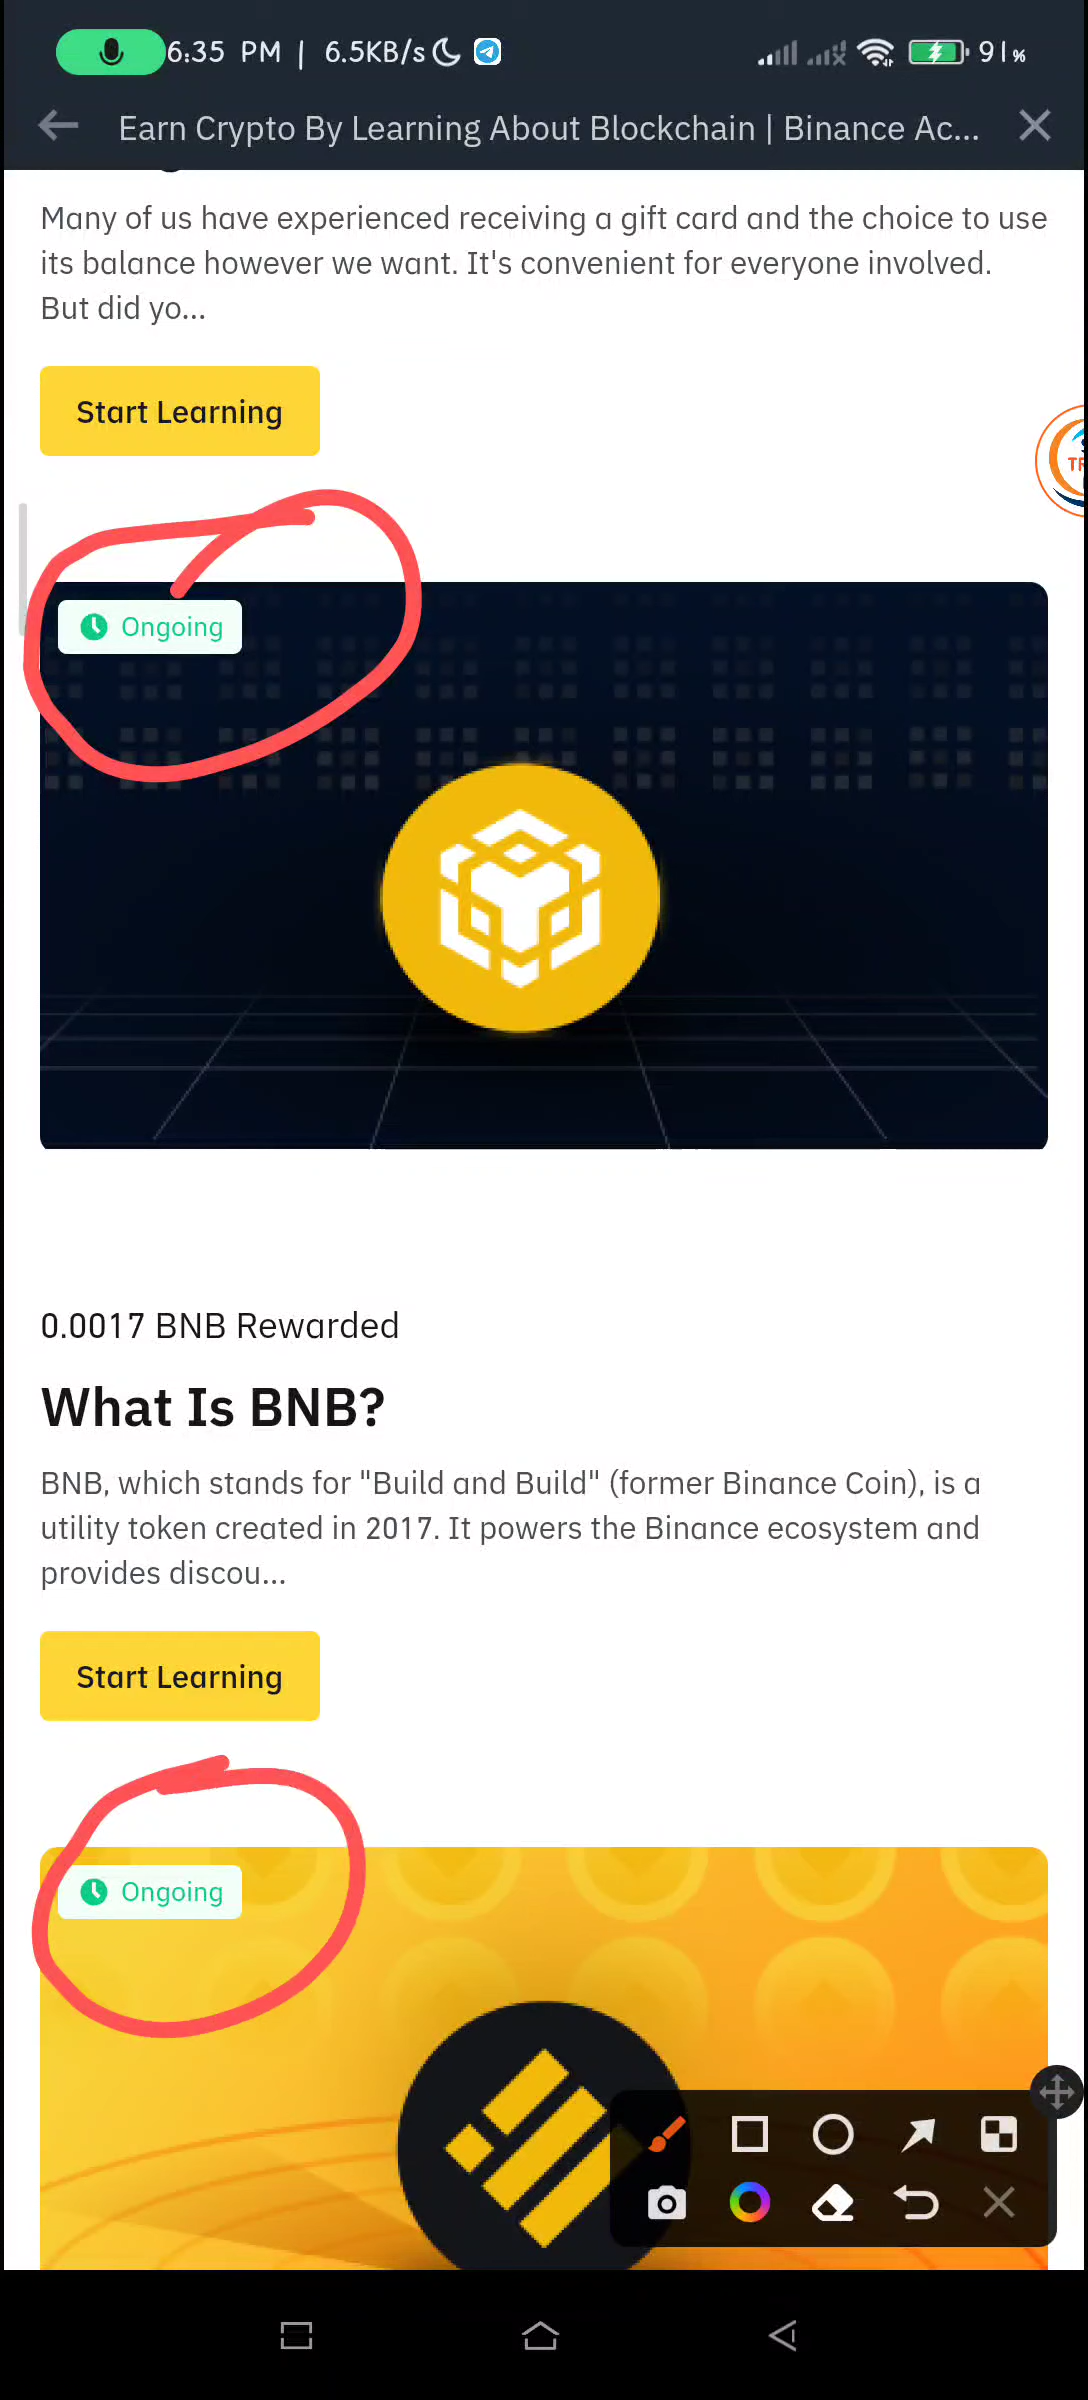 6:35 PM | 6.5KB/s 91%
Earn Crypto By Learning About Blockchain | Binance Ac...
Many of us have experienced receiving a gift card and the choice to use
its balance however we want. It's convenient for everyone involved.
But did yo...
Start Learning
Ongoing
0.0017 BNB Rewarded
What Is BNB?
BNB, which stands for "Build and Build" (former Binance Coin), is a
utility token created in 2017. It powers the Binance ecosystem and
provides discou...
Start Learning
Ongoing